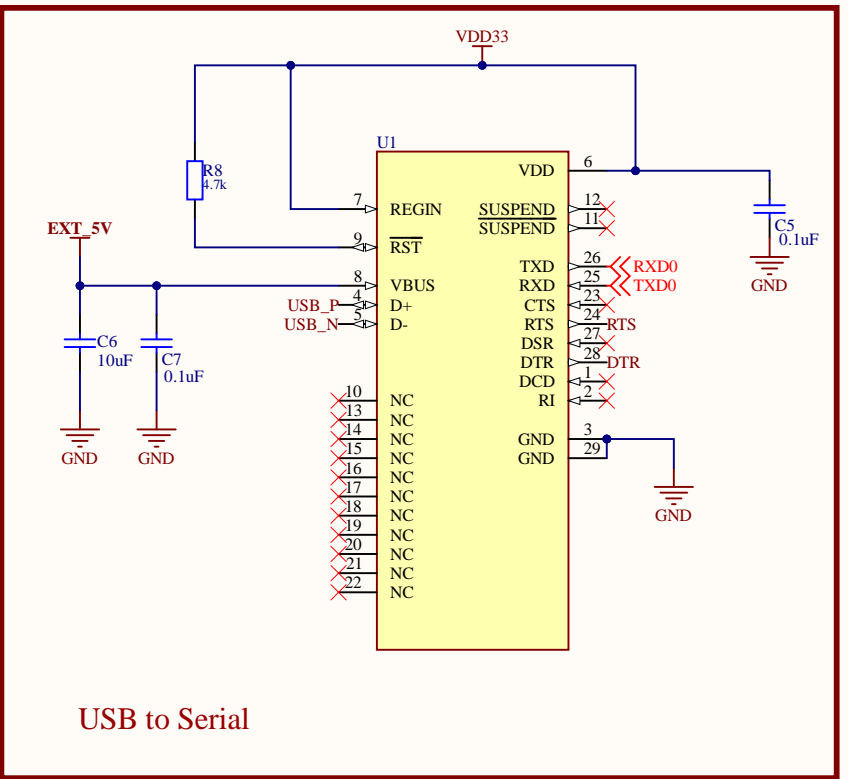 VDD33
U1
R8
4.7k
EXT_5V
C6
10uF
C7
0.1uF
GND
GND
USB_P
USB_N
7 REGIN
9 RST
8 VBUS
4 D+
5 D-
10 NC
13 NC
14 NC
15 NC
16 NC
17 NC
18 NC
19 NC
20 NC
21 NC
22 NC
VDD 6
SUSPEND 12
SUSPEND 11
TXD 26 RXD0
RXD 25 TXD0
CTS 23
RTS 24 RTS
DSR 27
DTR 28 DTR
DCD 1
RI 2
GND 3
GND 29
C5
0.1uF
GND
GND
USB to Serial